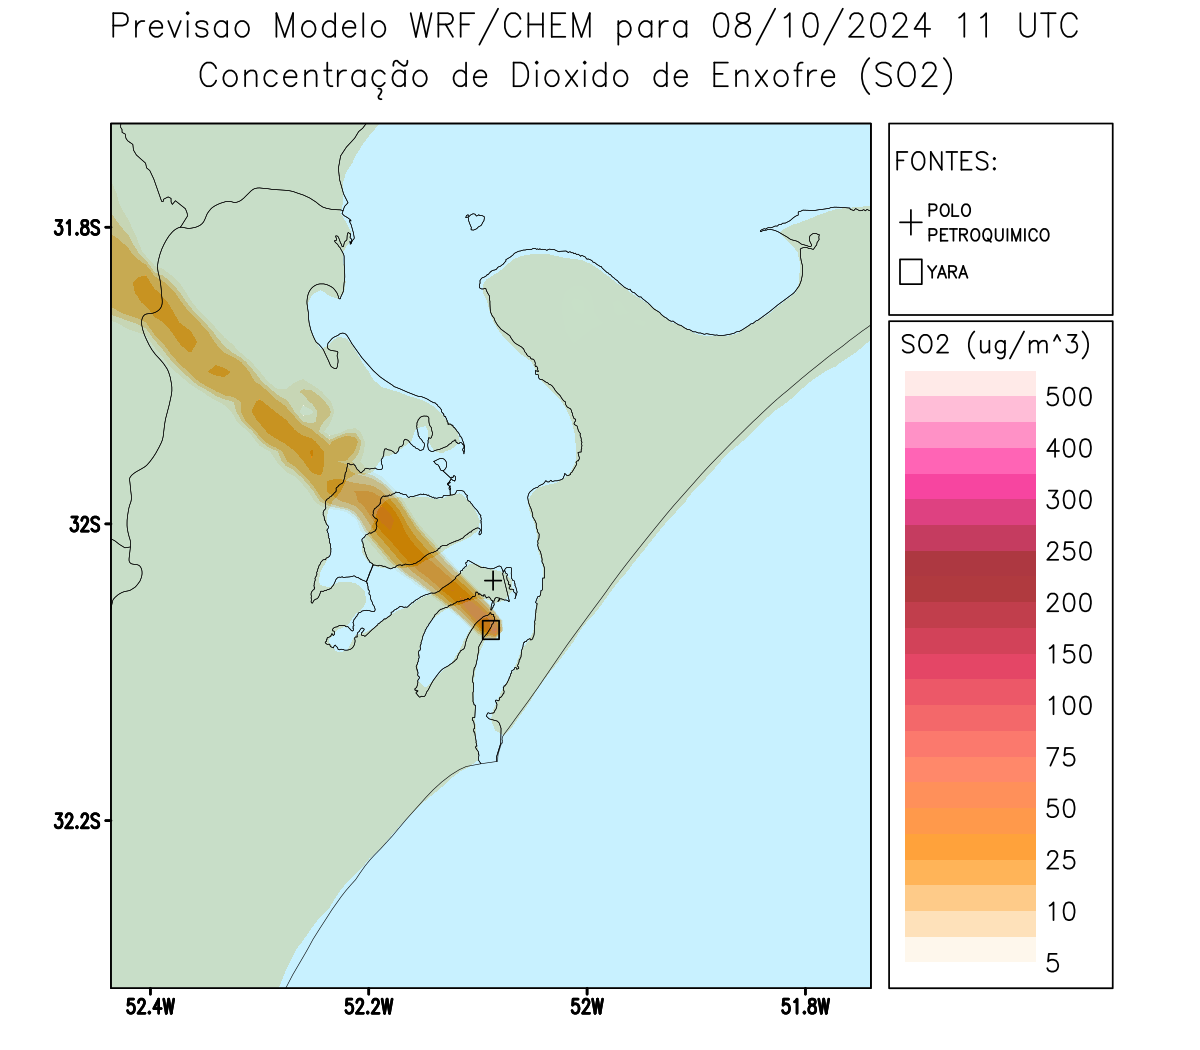 Previsao Modelo WRF/CHEM para 08/10/2024 11 UTC
Concentração de Dioxido de Enxofre (SO2)
FONTES:
POLO
PETROQUIMICO
YARA
SO2 (ug/m^3)
500
400
300
250
200
150
100
75
50
25
10
5
31.8S
32S
32.2S
52.4W
52.2W
52W
51.8W